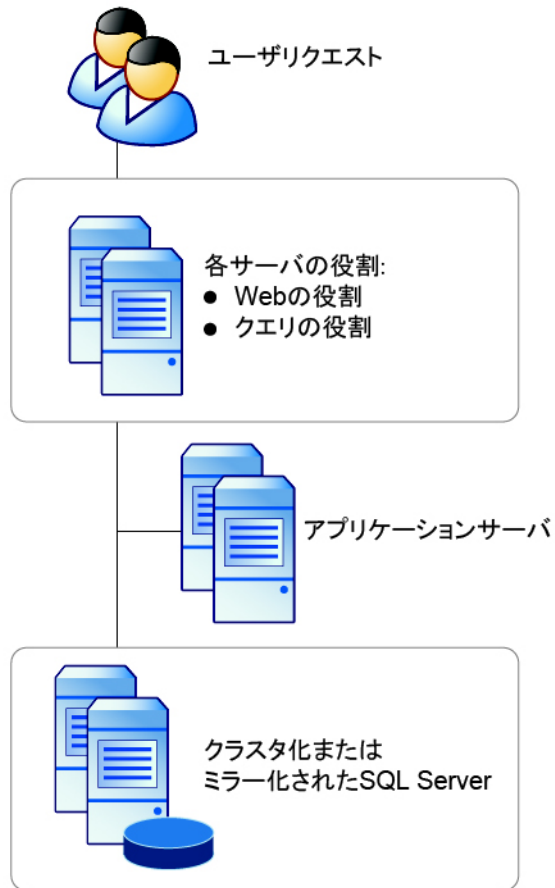 ユーザリクエスト
各サーバの役割:
● Webの役割
● クエリの役割
アプリケーションサーバ
クラスタ化または
ミラー化されたSQL Server